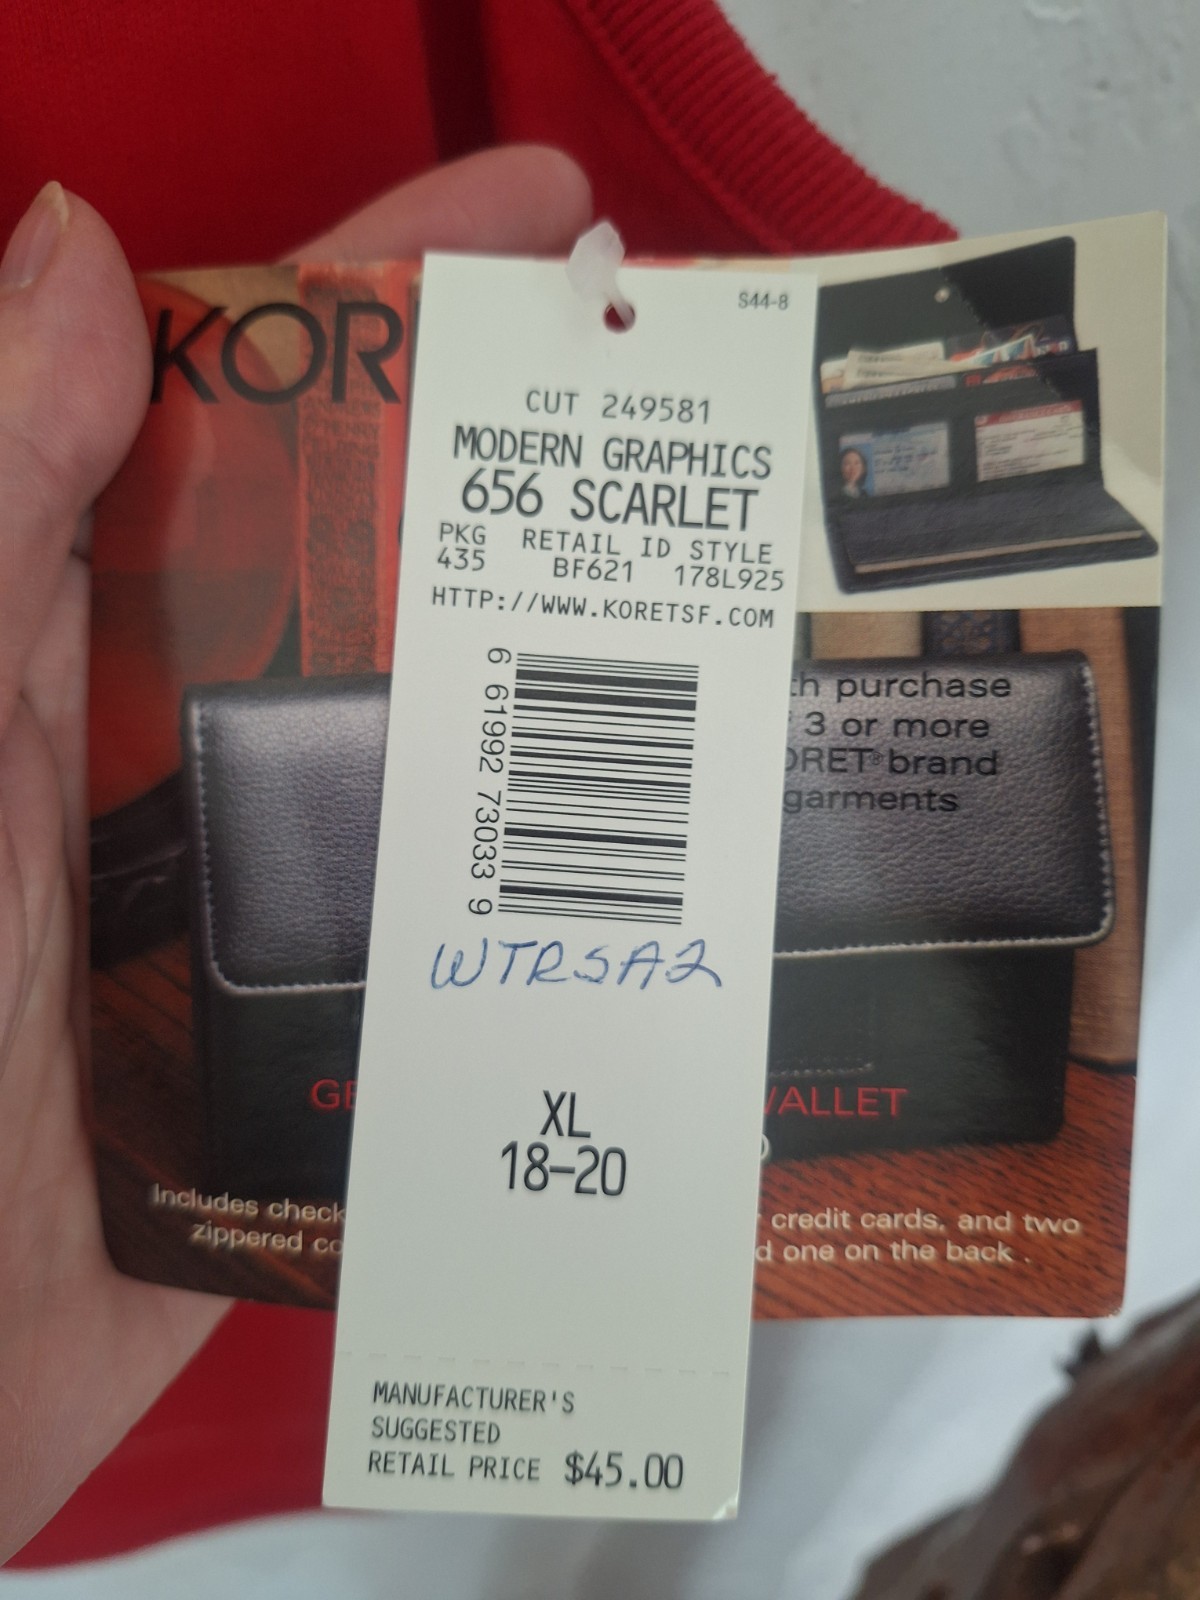 KOR
S44-8
CUT 249581
MODERN GRAPHICS
656 SCARLET
PKG RETAIL ID STYLE
435 BF621 178L925
HTTP://WWW.KORETSF.COM
6 61992 73033 9
WTRSA2
XL
18-20
MANUFACTURER'S
SUGGESTED
RETAIL PRICE $45.00
th purchase
3 or more
ORET® brand
garments
GE
WALLET
Includes check
zippered co
credit cards, and two
d one on the back .